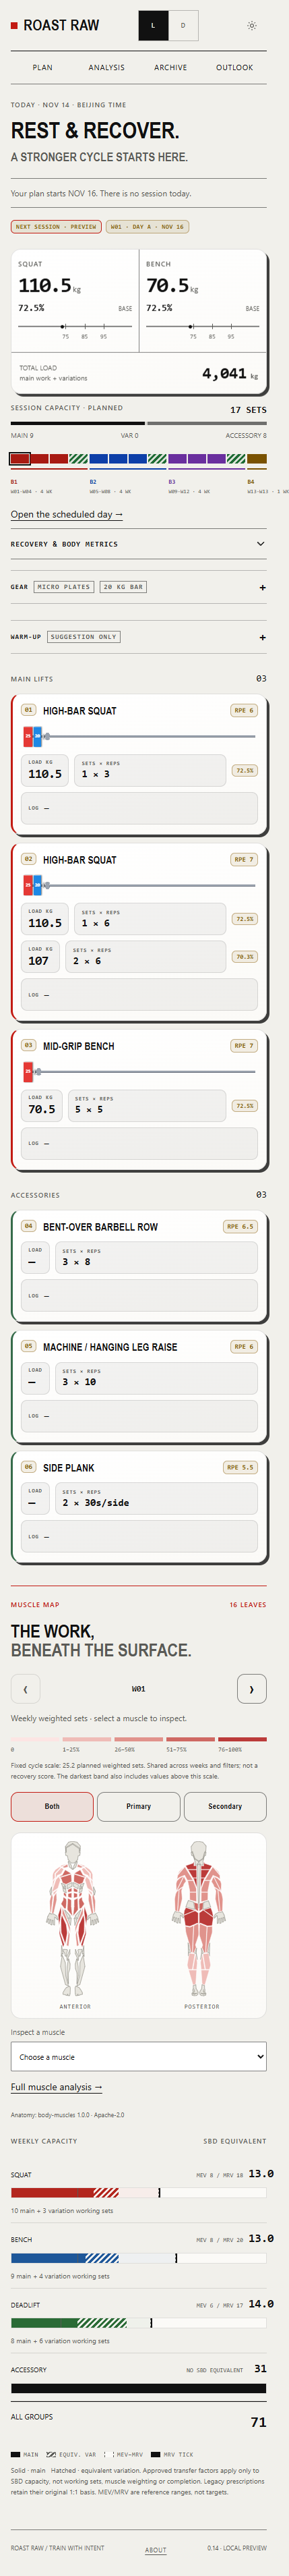 ROAST RAW
L
D
PLAN ANALYSIS ARCHIVE OUTLOOK
TODAY · NOV 14 · BEIJING TIME
REST & RECOVER.
A STRONGER CYCLE STARTS HERE.
Your plan starts NOV 16. There is no session today.
NEXT SESSION · PREVIEW
W01 · DAY A · NOV 16
SQUAT
110.5 kg
72.5% BASE
75 85 95
BENCH
70.5 kg
72.5% BASE
75 85 95
TOTAL LOAD
main work + variations
4,041 kg
SESSION CAPACITY · PLANNED 17 SETS
MAIN 9 VAR 0 ACCESSORY 8
B1 B2 B3 B4
W01–W04 · 4 WK W05–W08 · 4 WK W09–W12 · 4 WK W13–W13 · 1 WK
Open the scheduled day →
RECOVERY & BODY METRICS
GEAR MICRO PLATES 20 KG BAR +
WARM-UP SUGGESTION ONLY +
MAIN LIFTS 03
01 HIGH-BAR SQUAT RPE 6
LOAD KG SETS × REPS
110.5 1 × 3 72.5%
LOG —
02 HIGH-BAR SQUAT RPE 7
LOAD KG SETS × REPS
110.5 1 × 6 72.5%
LOAD KG SETS × REPS
107 2 × 6 70.3%
LOG —
03 MID-GRIP BENCH RPE 7
25
LOAD KG SETS × REPS
70.5 5 × 5 72.5%
LOG —
ACCESSORIES 03
04 BENT-OVER BARBELL ROW RPE 6.5
LOAD SETS × REPS
— 3 × 8
LOG —
05 MACHINE / HANGING LEG RAISE RPE 6
LOAD SETS × REPS
— 3 × 10
LOG —
06 SIDE PLANK RPE 5.5
LOAD SETS × REPS
— 2 × 30s/side
LOG —
MUSCLE MAP 16 LEAVES
THE WORK,
BENEATH THE SURFACE.
‹ W01 ›
Weekly weighted sets · select a muscle to inspect.
0 1–25% 26–50% 51–75% 76–100%
Fixed cycle scale: 25.2 planned weighted sets. Shared across weeks and filters; not a
recovery score. The darkest band also includes values above this scale.
Both Primary Secondary
ANTERIOR POSTERIOR
Inspect a muscle
Choose a muscle
Full muscle analysis →
Anatomy: body-muscles 1.0.0 · Apache-2.0
WEEKLY CAPACITY SBD EQUIVALENT
SQUAT MEV 8 / MRV 18 13.0
10 main + 3 variation working sets
BENCH MEV 8 / MRV 20 13.0
9 main + 4 variation working sets
DEADLIFT MEV 6 / MRV 17 14.0
8 main + 6 variation working sets
ACCESSORY NO SBD EQUIVALENT 31
ALL GROUPS 71
MAIN EQUIV. VAR MEV–MRV MRV TICK
Solid · main Hatched · equivalent variation. Approved transfer factors apply only to
SBD capacity, not working sets, muscle weighting or completion. Legacy prescriptions
retain their original 1:1 basis. MEV/MRV are reference ranges, not targets.
ROAST RAW / TRAIN WITH INTENT ABOUT 0.14 · LOCAL PREVIEW